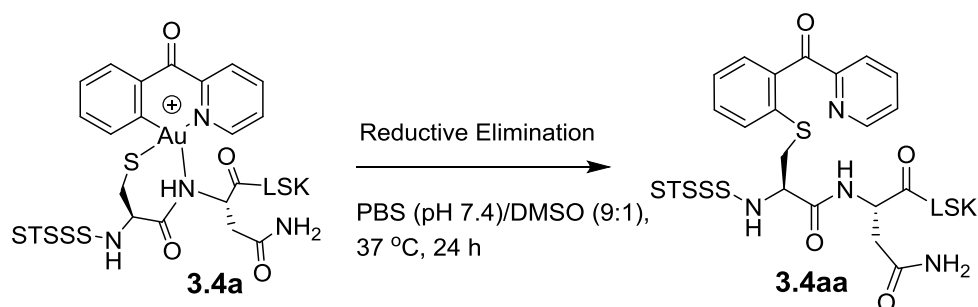 O
⊕
N
Au
S
HN
O
LSK
STSSS
N
H
O
NH2
O
3.4a
Reductive Elimination
PBS (pH 7.4)/DMSO (9:1),
37 °C, 24 h
O
N
S
STSSS
N
H
O
H
N
O
LSK
NH2
O
3.4aa